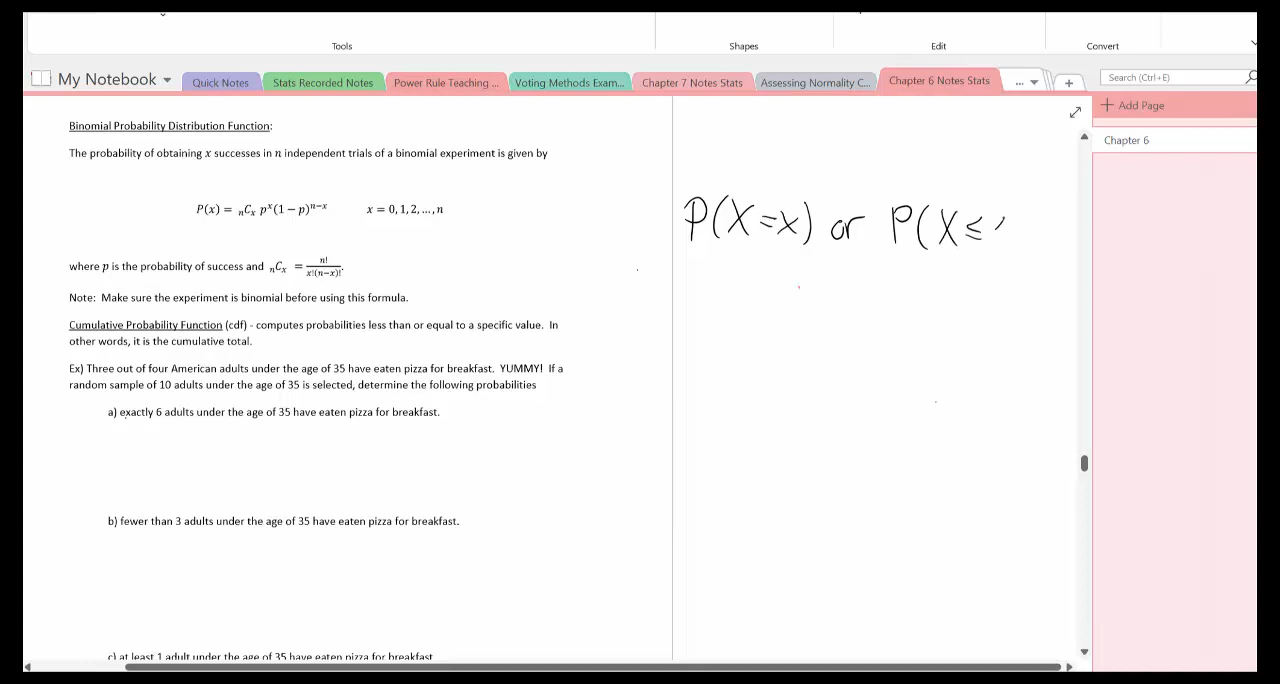 Tools Shapes Edit Convert
My Notebook Quick Notes Stats Recorded Notes Power Rule Teaching ... Voting Methods Exam... Chapter 7 Notes Stats Assessing Normality C... Chapter 6 Notes Stats ... + Search (Ctrl+E)
+ Add Page
Chapter 6
Binomial Probability Distribution Function:
The probability of obtaining x successes in n independent trials of a binomial experiment is given by
P(x) = ₙCₓ pˣ(1 − p)ⁿ⁻ˣ x = 0, 1, 2, ..., n
where p is the probability of success and ₙCₓ = n!/x!(n−x)!.
Note: Make sure the experiment is binomial before using this formula.
Cumulative Probability Function (cdf) - computes probabilities less than or equal to a specific value. In
other words, it is the cumulative total.
Ex) Three out of four American adults under the age of 35 have eaten pizza for breakfast. YUMMY! If a
random sample of 10 adults under the age of 35 is selected, determine the following probabilities
a) exactly 6 adults under the age of 35 have eaten pizza for breakfast.
b) fewer than 3 adults under the age of 35 have eaten pizza for breakfast.
c) at least 1 adult under the age of 35 have eaten pizza for breakfast
P(X=x) or P(X≤